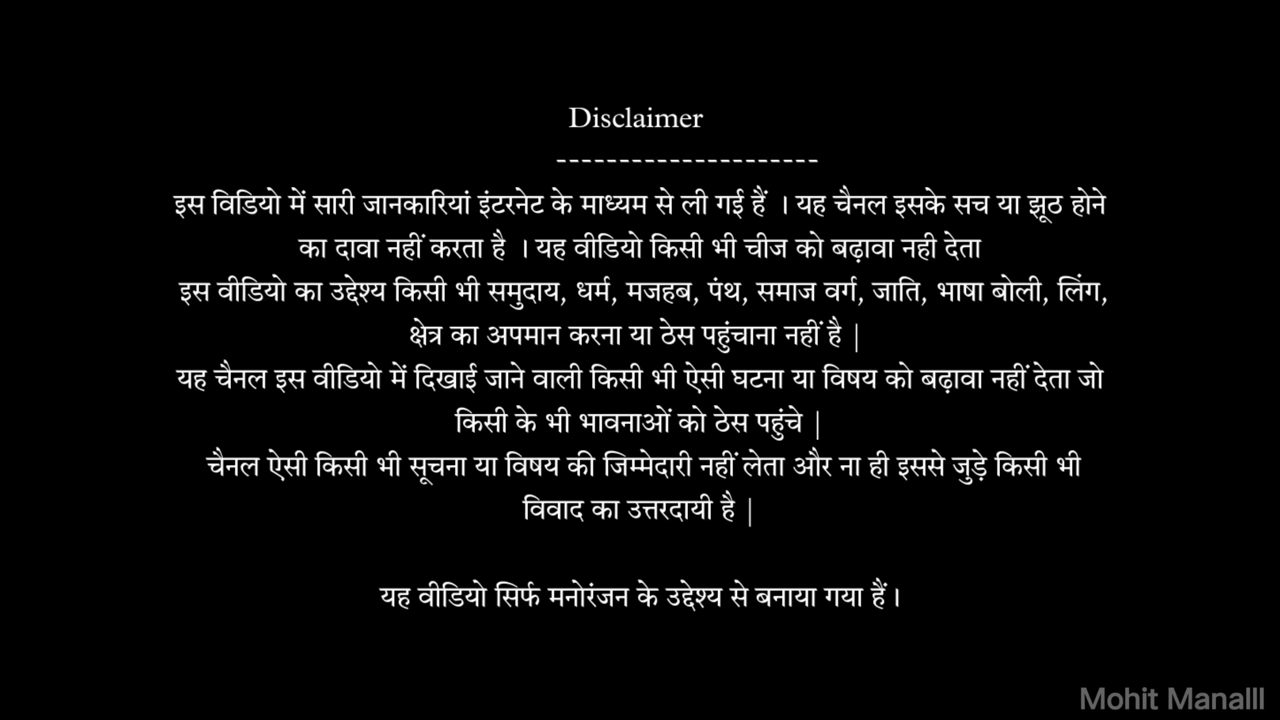 Disclaimer
---------------------
इस विडियो में सारी जानकारियां इंटरनेट के माध्यम से ली गई हैं । यह चैनल इसके सच या झूठ होने
का दावा नहीं करता है । यह वीडियो किसी भी चीज को बढ़ावा नही देता
इस वीडियो का उद्देश्य किसी भी समुदाय, धर्म, मजहब, पंथ, समाज वर्ग, जाति, भाषा बोली, लिंग,
क्षेत्र का अपमान करना या ठेस पहुंचाना नहीं है |
यह चैनल इस वीडियो में दिखाई जाने वाली किसी भी ऐसी घटना या विषय को बढ़ावा नहीं देता जो
किसी के भी भावनाओं को ठेस पहुंचे |
चैनल ऐसी किसी भी सूचना या विषय की जिम्मेदारी नहीं लेता और ना ही इससे जुड़े किसी भी
विवाद का उत्तरदायी है |
यह वीडियो सिर्फ मनोरंजन के उद्देश्य से बनाया गया हैं।
Mohit Manalll